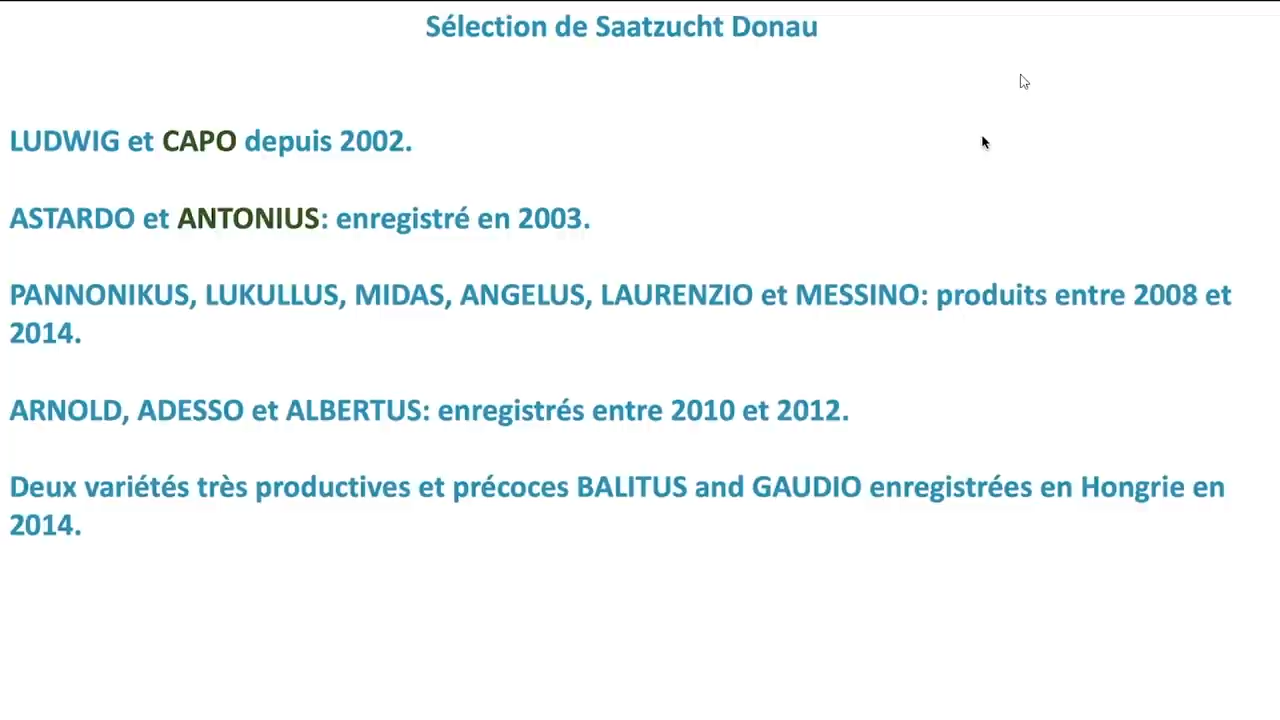 Sélection de Saatzucht Donau
LUDWIG et CAPO depuis 2002.
ASTARDO et ANTONIUS: enregistré en 2003.
PANNONIKUS, LUKULLUS, MIDAS, ANGELUS, LAURENZIO et MESSINO: produits entre 2008 et
2014.
ARNOLD, ADESSO et ALBERTUS: enregistrés entre 2010 et 2012.
Deux variétés très productives et précoces BALITUS and GAUDIO enregistrées en Hongrie en
2014.